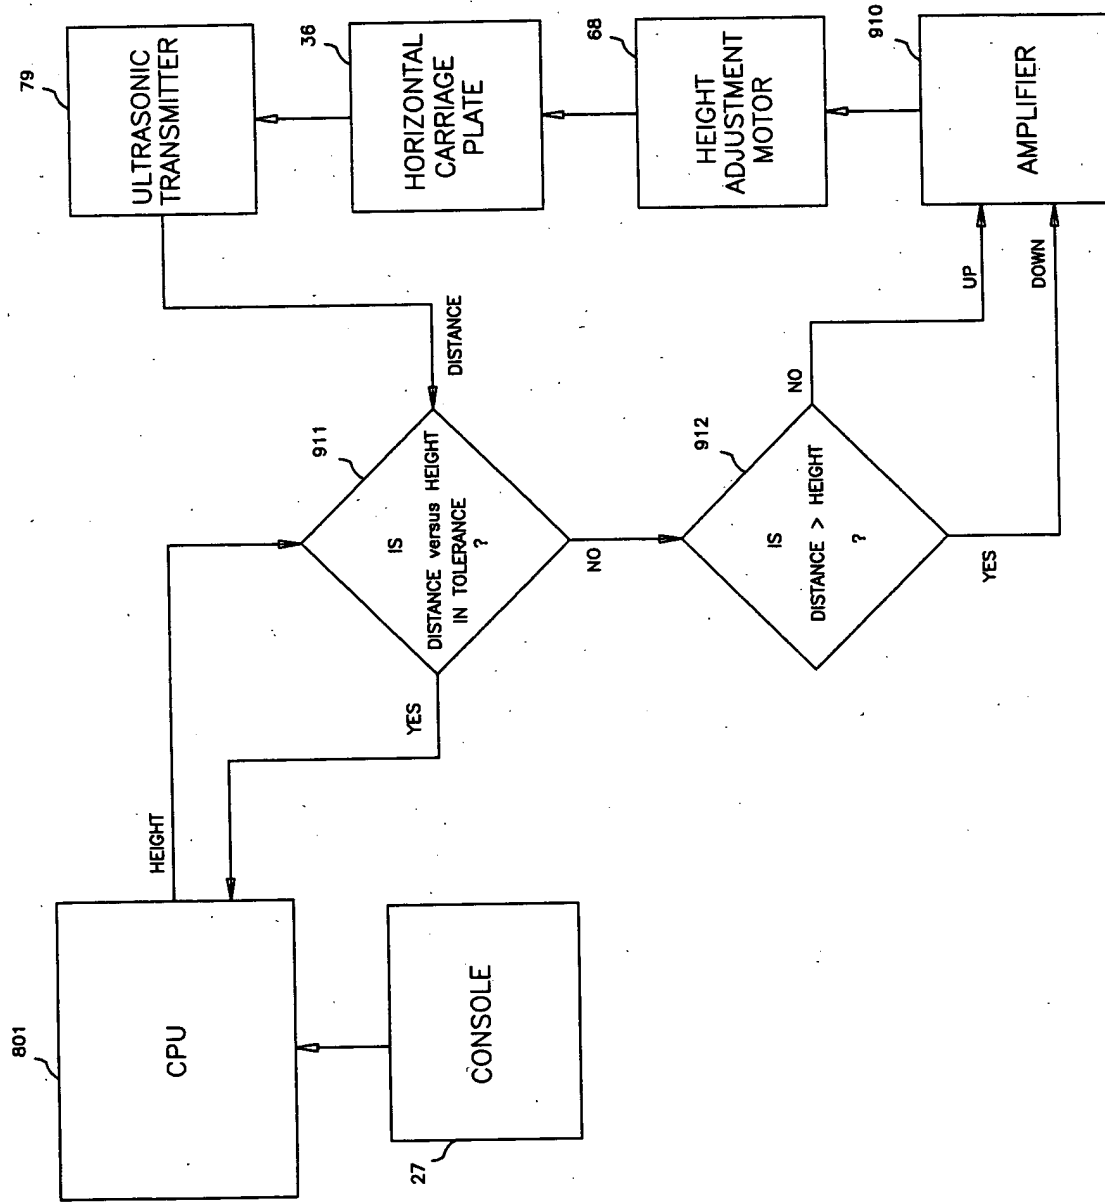 801
CPU
HEIGHT
27
CONSOLE
YES
911
IS
DISTANCE versus HEIGHT
IN TOLERANCE
?
NO
DISTANCE
79
ULTRASONIC
TRANSMITTER
36
HORIZONTAL
CARRIAGE
PLATE
68
HEIGHT
ADJUSTMENT
MOTOR
910
AMPLIFIER
912
IS
DISTANCE > HEIGHT
?
NO
UP
YES
DOWN